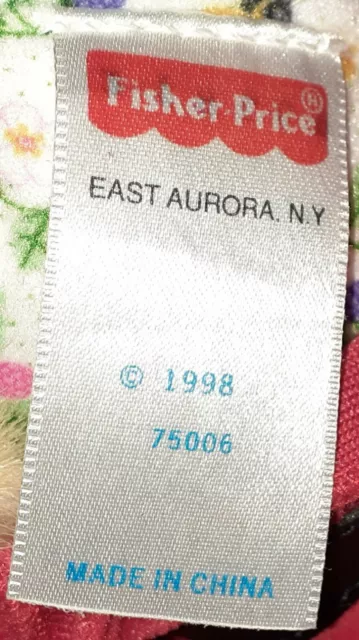 Fisher-Price®
EAST AURORA. N.Y
© 1998
75006
MADE IN CHINA